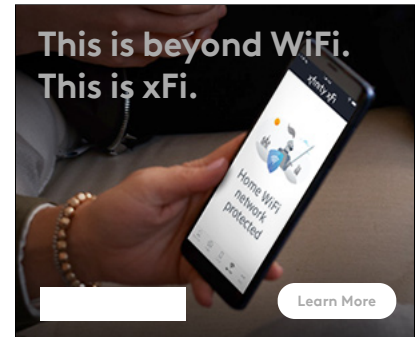 This is beyond WiFi.
This is xFi.
xfinity xFi
Home WiFi
network
protected
Learn More